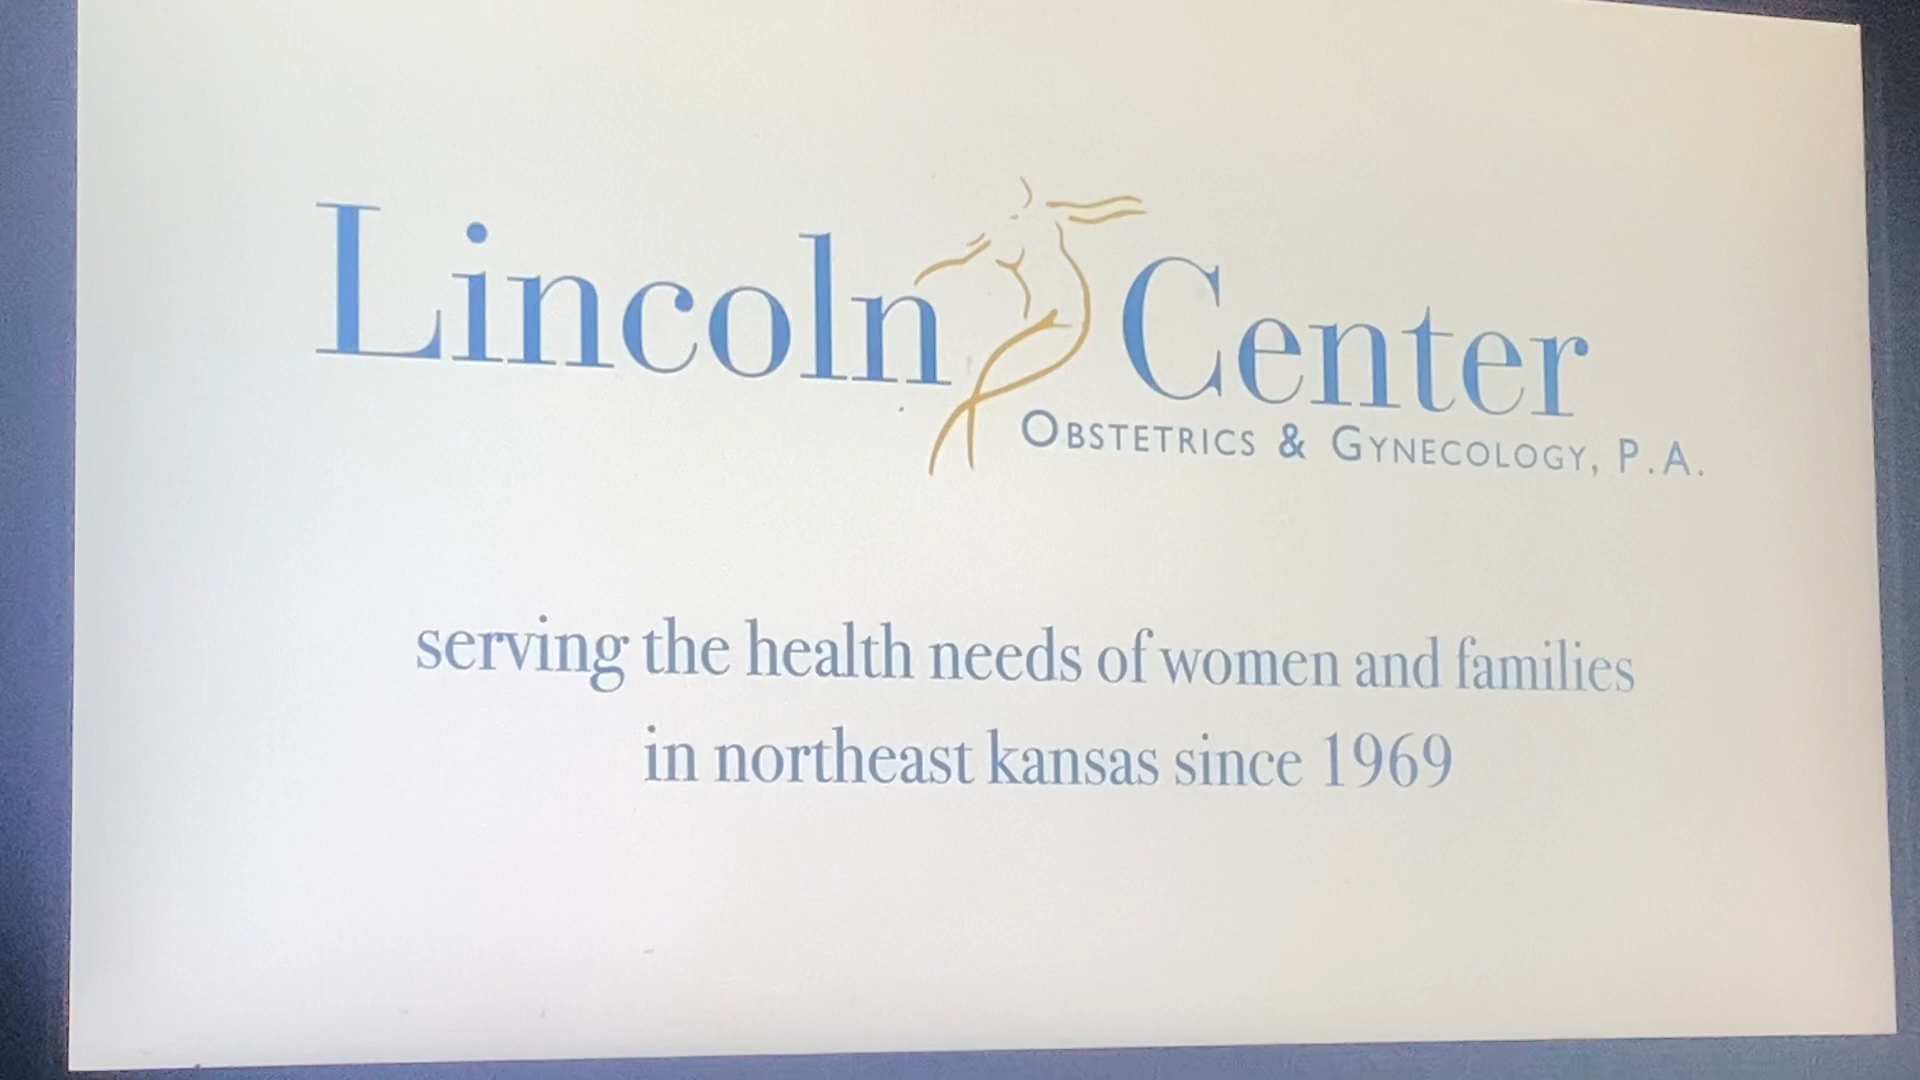 Lincoln Center
OBSTETRICS & GYNECOLOGY, P.A.
serving the health needs of women and families
in northeast kansas since 1969